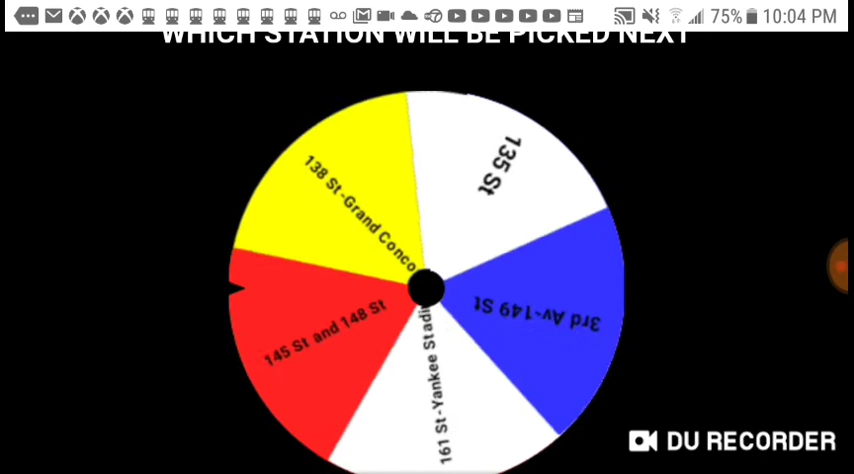 75% 10:04 PM
WHICH STATION WILL BE PICKED NEXT
135 St
138 St-Grand Conco
3rd Av-149 St
145 St and 148 St
161 St-Yankee Stadi
DU RECORDER